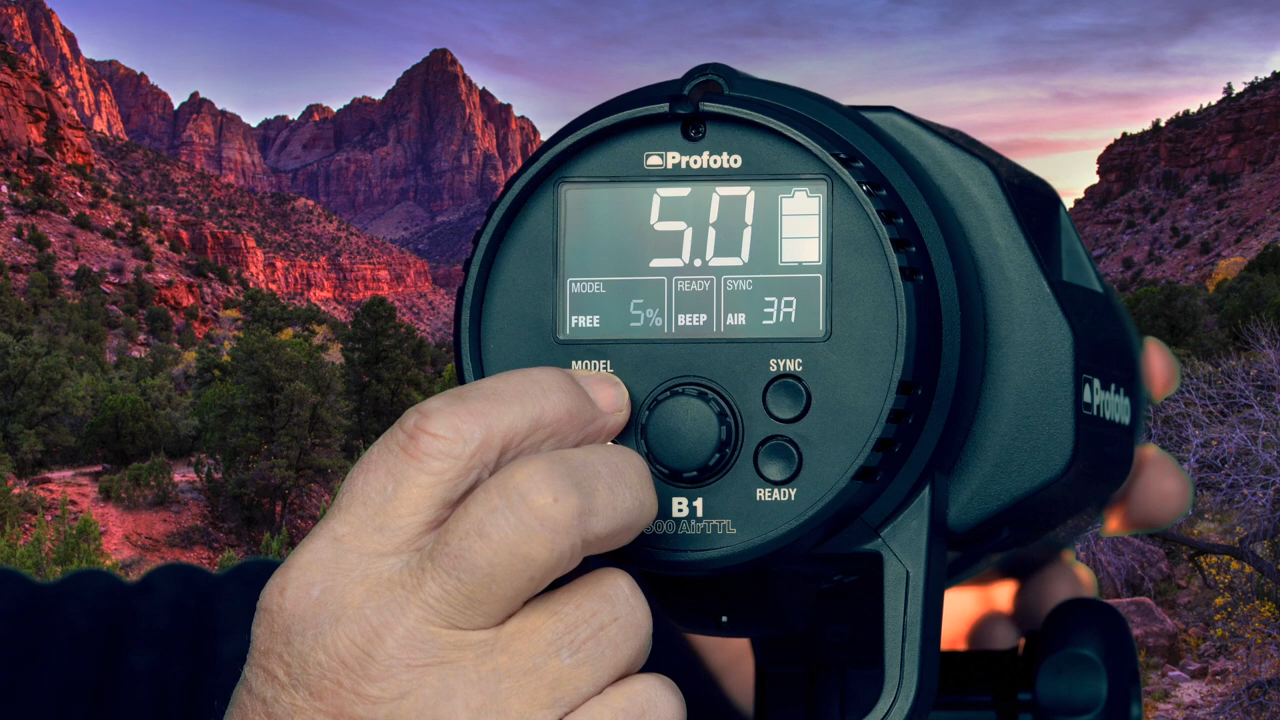 Profoto
5.0
MODEL READY SYNC
FREE 5% BEEP AIR 3A
MODEL SYNC
READY
B1
500 AirTTL
Profoto